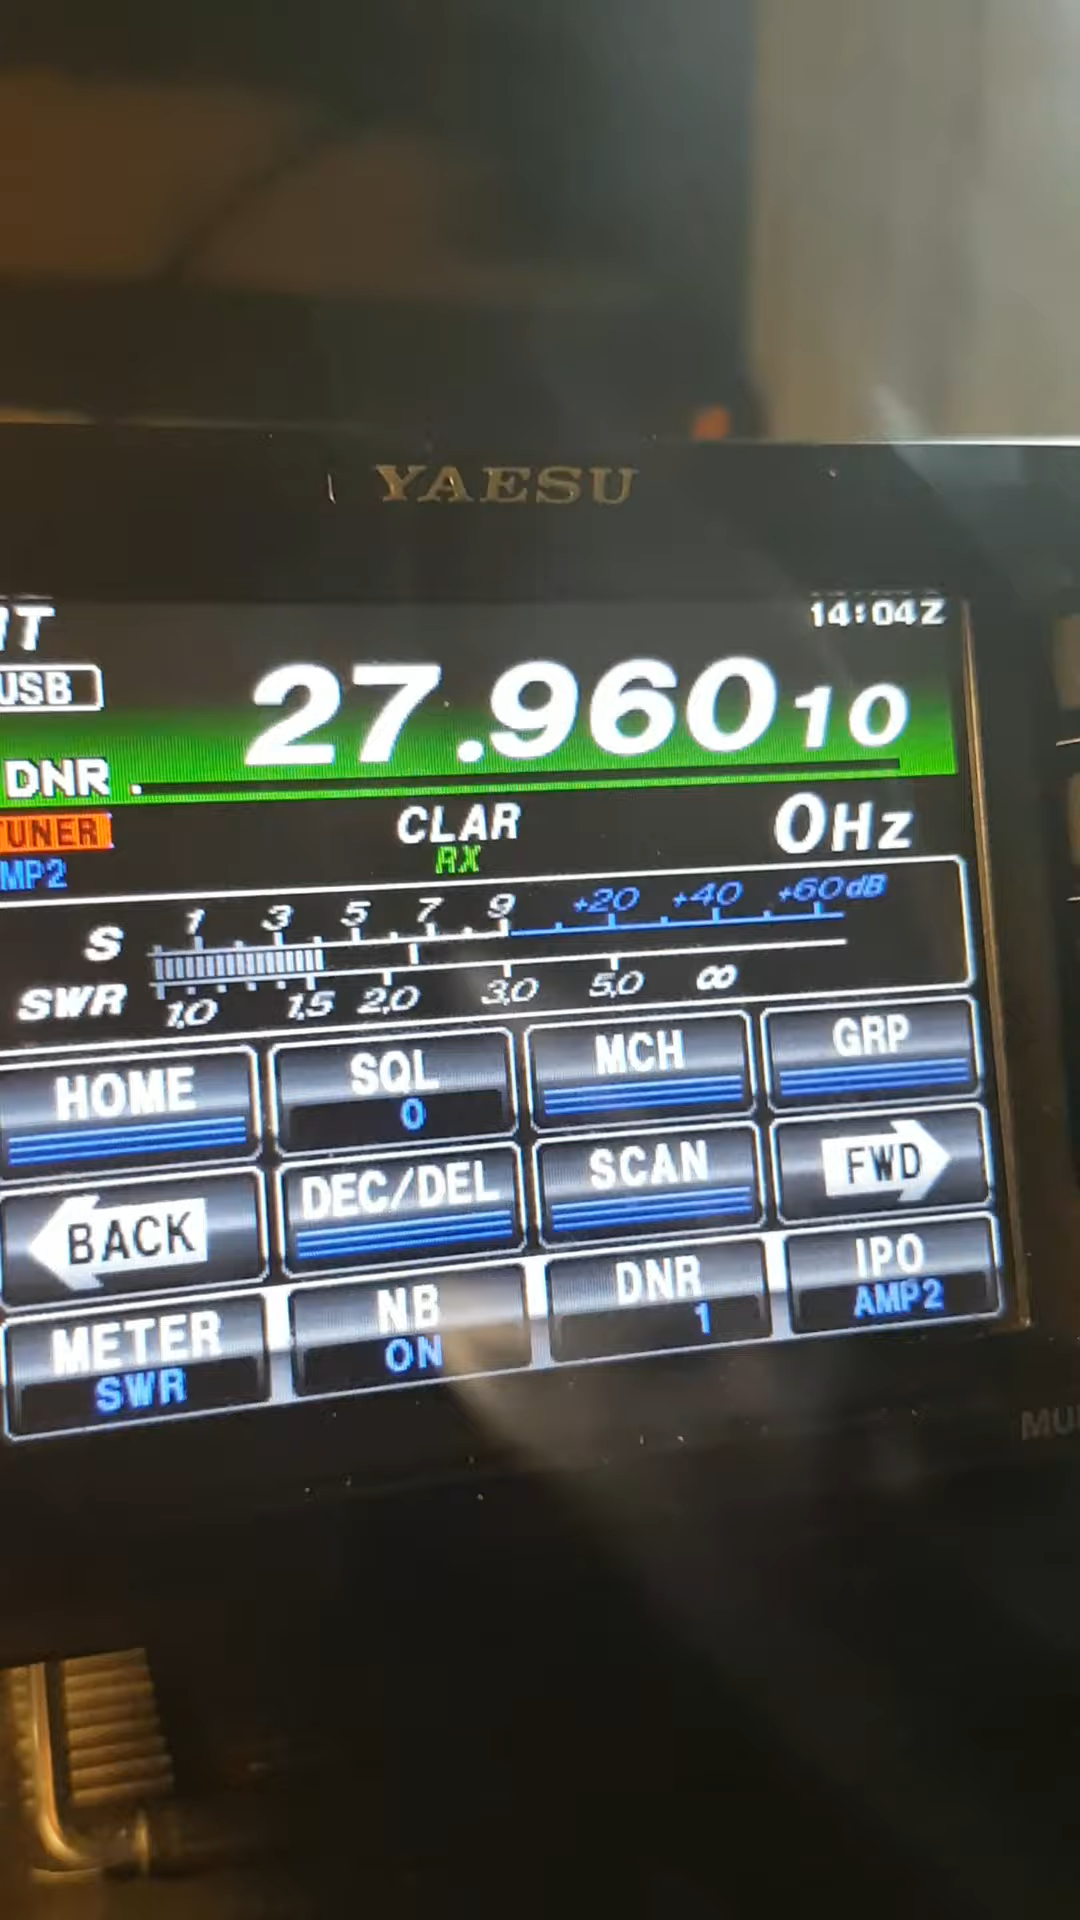 YAESU
14:04Z
USB
27.960 10
DNR
TUNER
CLAR
0Hz
RX
S 1 3 5 7 9 +20 +40 +60dB
SWR 1.0 1.5 2.0 3.0 5.0 ∞
HOME
SQL
0
MCH
GRP
BACK
DEC/DEL
SCAN
FWD
METER
SWR
NB
ON
DNR
1
IPO
AMP2